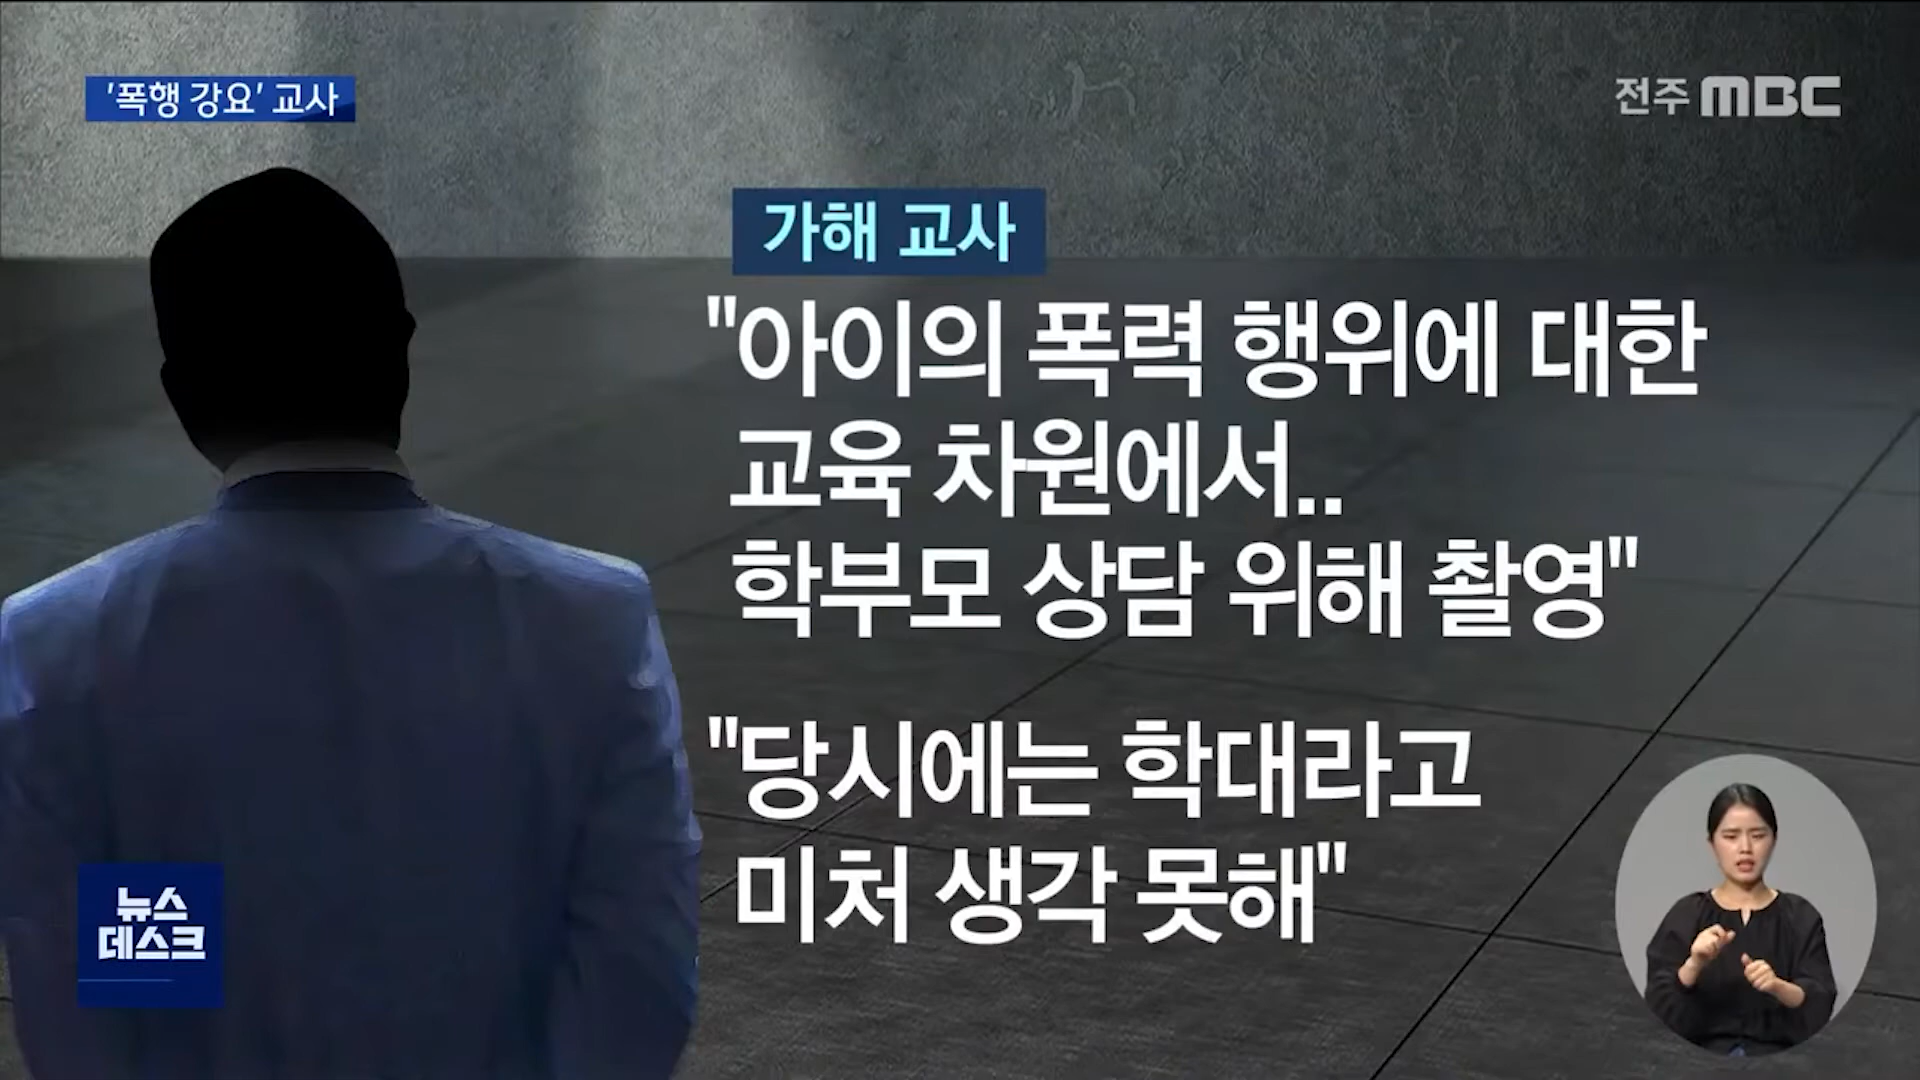 '폭행 강요' 교사
전주 MBC
가해 교사
"아이의 폭력 행위에 대한
교육 차원에서..
학부모 상담 위해 촬영"
"당시에는 학대라고
미처 생각 못해"
뉴스
데스크